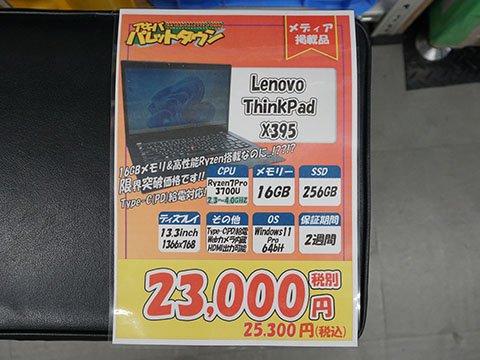 アキバ
パレットタウン
メディア
掲載品
Lenovo
ThinkPad
X395
16GBメモリ&高性能Ryzen搭載なのに..!??!?
限界突破価格です!!
Type-C(PD)給電対応!
CPU
Ryzen7Pro
3700U
2.3~4.0GHz
メモリー
16GB
SSD
256GB
ディスプレイ
13.3inch
1366x768
その他
Type-C(PD)給電
Webカメラ内蔵
HDMI出力可能
OS
Windows11
Pro
64bit
保証期間
2週間
23,000円
税別
25.300円(税込)